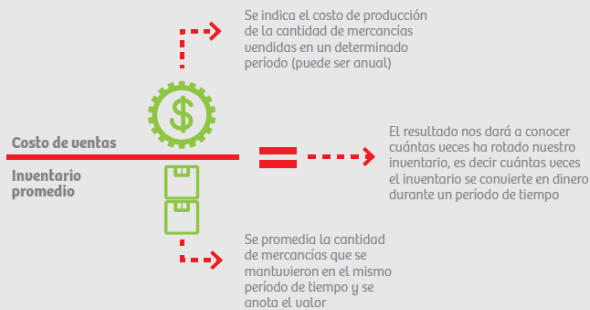 Se indica el costo de producción
de la cantidad de mercancías
vendidas en un determinado
período (puede ser anual)
$
Costo de ventas
Inventario
promedio
=
El resultado nos dará a conocer
cuántas veces ha rotado nuestro
inventario, es decir cuántas veces
el inventario se convierte en dinero
durante un período de tiempo
Se promedia la cantidad
de mercancías que se
mantuvieron en el mismo
período de tiempo y se
anota el valor